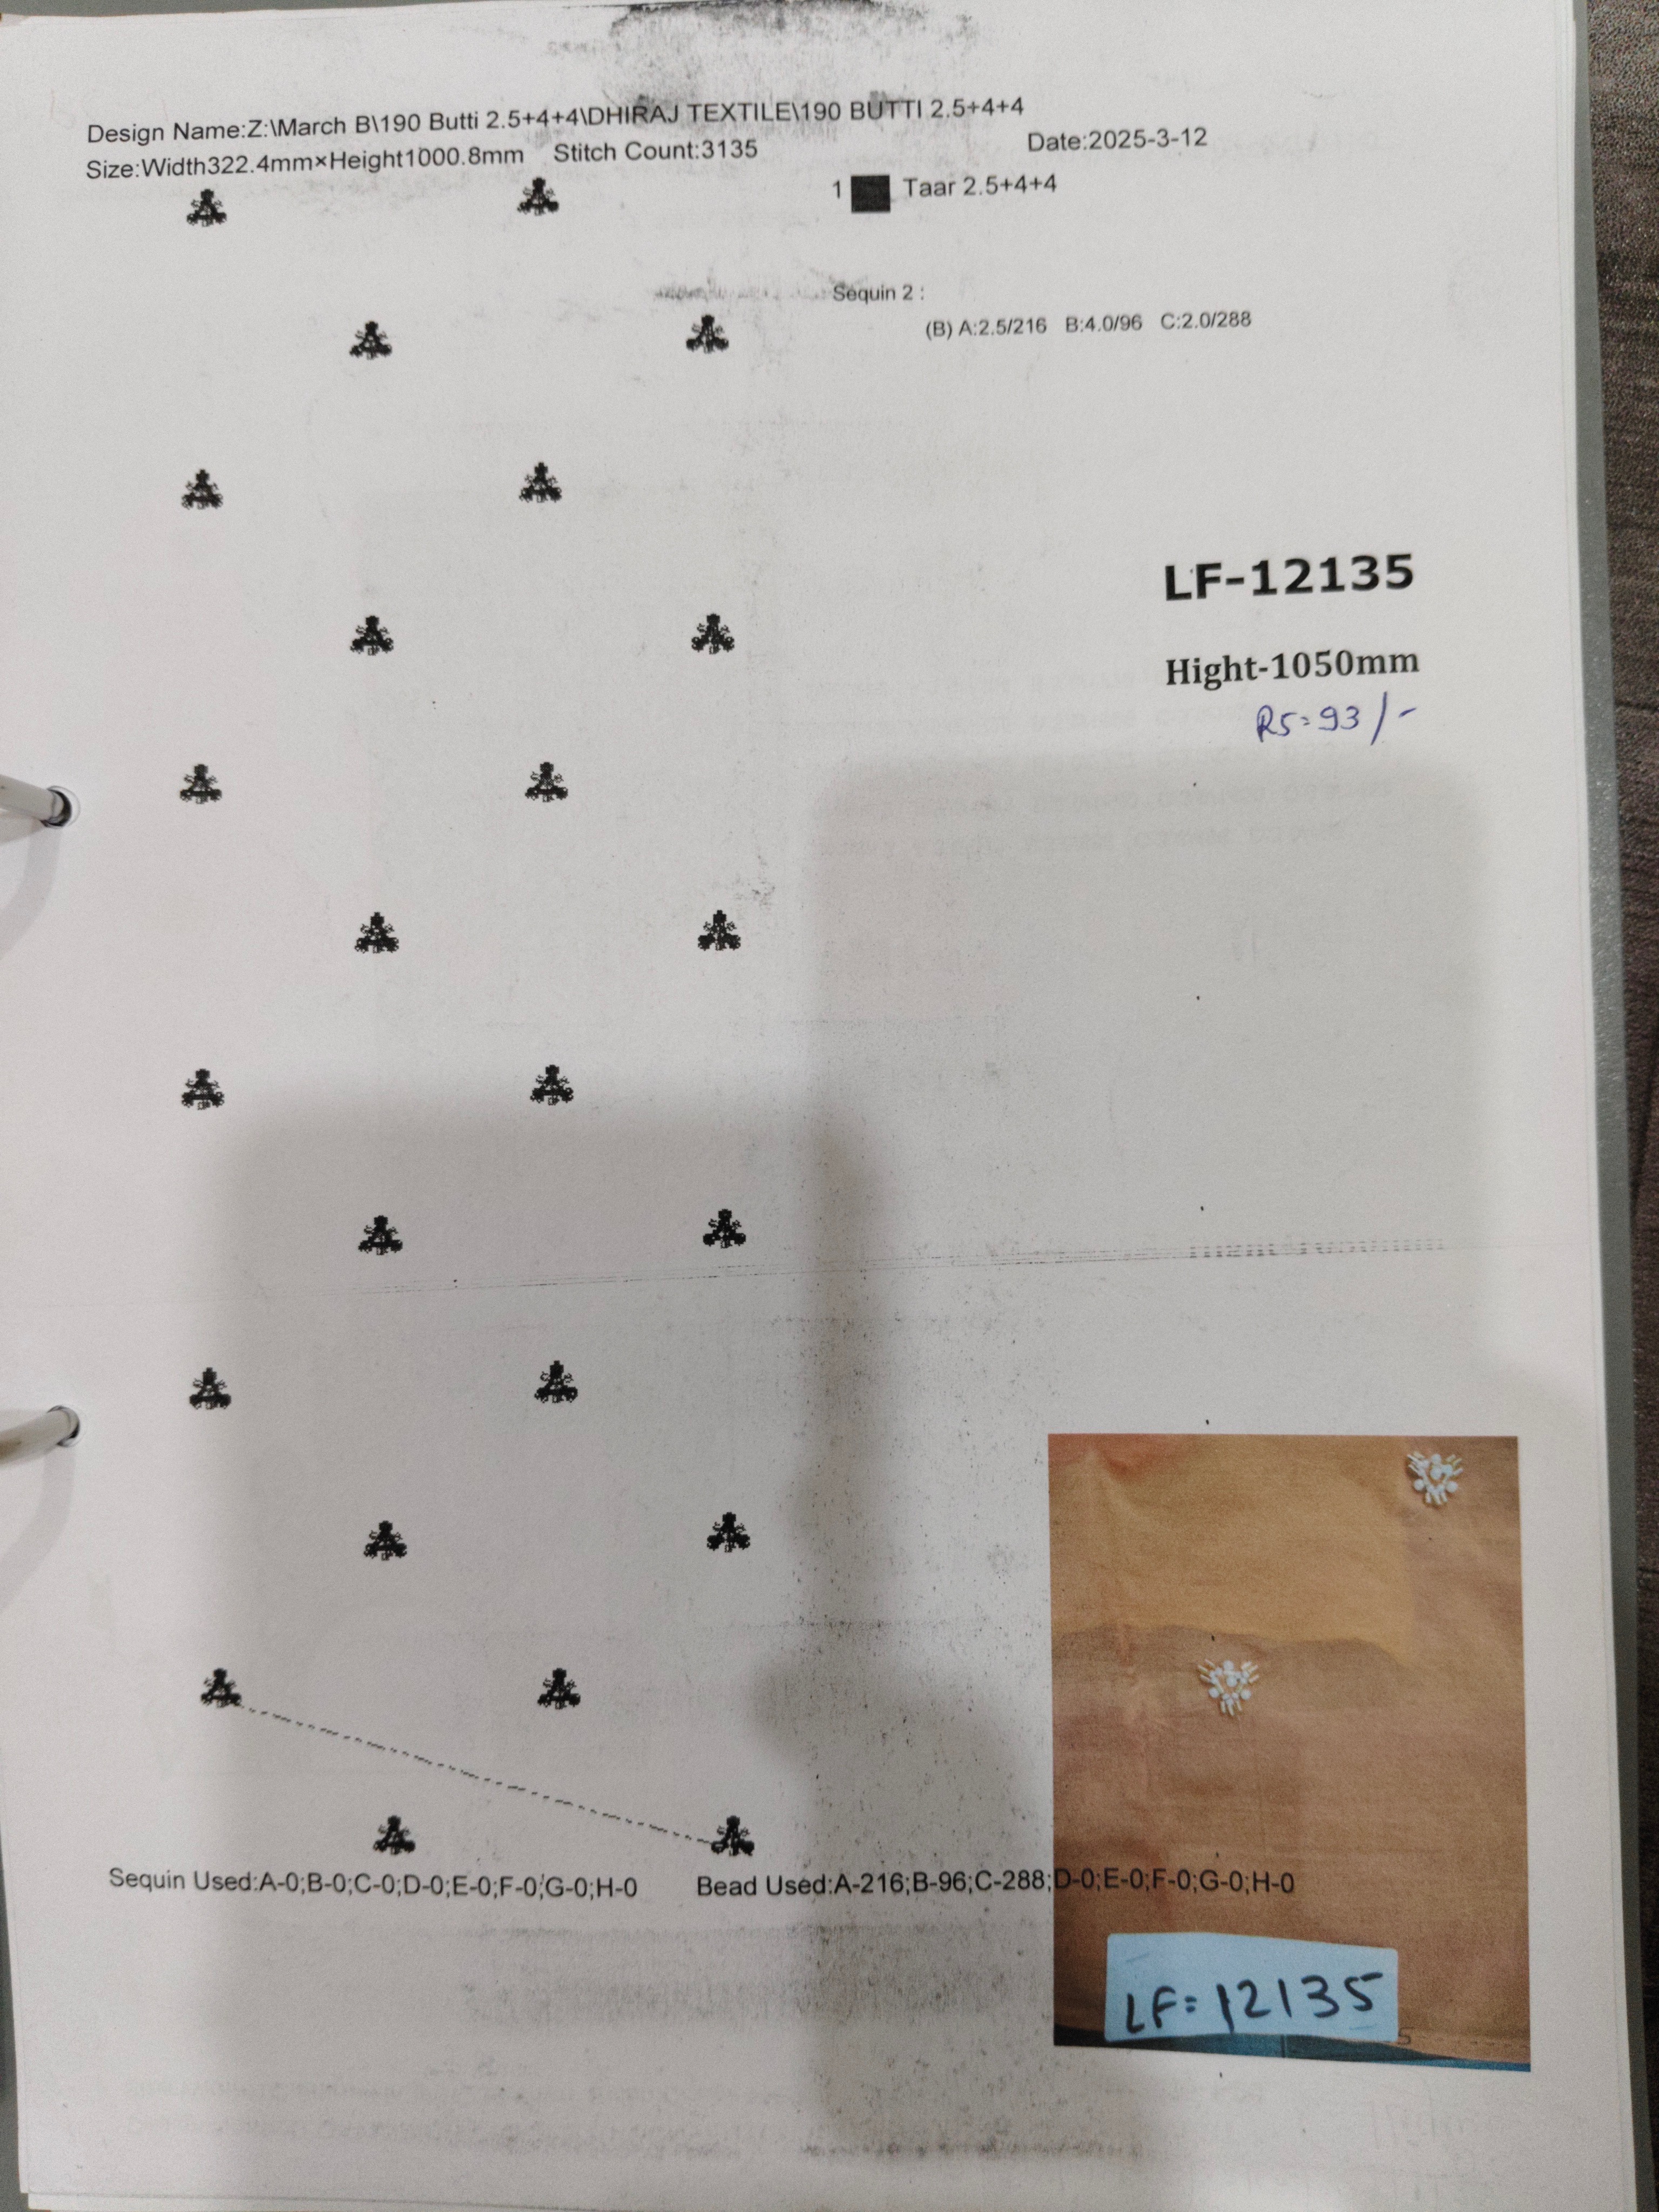 Design Name:Z:\March B\190 Butti 2.5+4+4\DHIRAJ TEXTILE\190 BUTTI 2.5+4+4
Size:Width322.4mm×Height1000.8mm Stitch Count:3135 Date:2025-3-12
1 Taar 2.5+4+4
Sequin 2 :
(B) A:2.5/216 B:4.0/96 C:2.0/288
LF-12135
Hight-1050mm
RS=93/-
Sequin Used:A-0;B-0;C-0;D-0;E-0;F-0;G-0;H-0 Bead Used:A-216;B-96;C-288;D-0;E-0;F-0;G-0;H-0
LF=12135